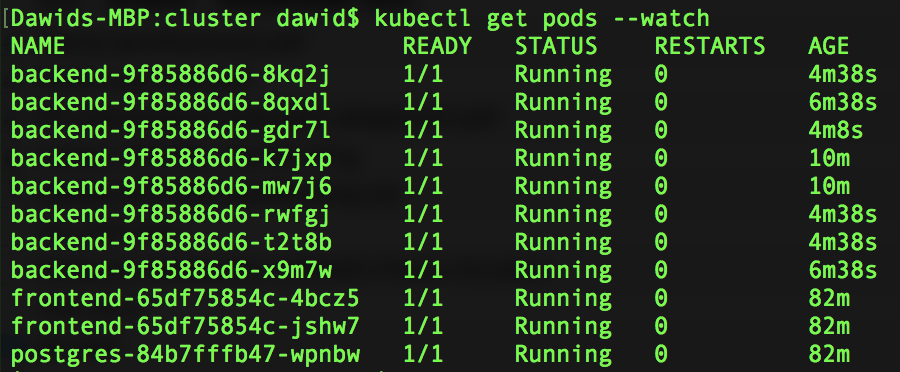 [Dawids-MBP:cluster dawid$ kubectl get pods --watch
NAME READY STATUS RESTARTS AGE
backend-9f85886d6-8kq2j 1/1 Running 0 4m38s
backend-9f85886d6-8qxdl 1/1 Running 0 6m38s
backend-9f85886d6-gdr7l 1/1 Running 0 4m8s
backend-9f85886d6-k7jxp 1/1 Running 0 10m
backend-9f85886d6-mw7j6 1/1 Running 0 10m
backend-9f85886d6-rwfgj 1/1 Running 0 4m38s
backend-9f85886d6-t2t8b 1/1 Running 0 4m38s
backend-9f85886d6-x9m7w 1/1 Running 0 6m38s
frontend-65df75854c-4bcz5 1/1 Running 0 82m
frontend-65df75854c-jshw7 1/1 Running 0 82m
postgres-84b7fffb47-wpnbw 1/1 Running 0 82m